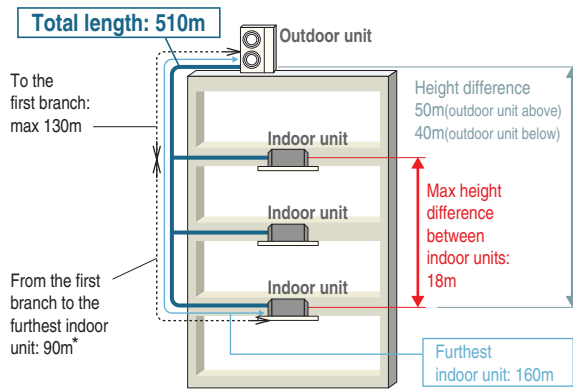 Total length: 510m
Outdoor unit
To the
first branch:
max 130m
Height difference
50m(outdoor unit above)
40m(outdoor unit below)
Indoor unit
Max height
difference
between
indoor units:
18m
Indoor unit
From the first
branch to the
furthest indoor
unit: 90m*
Indoor unit
Furthest
indoor unit: 160m